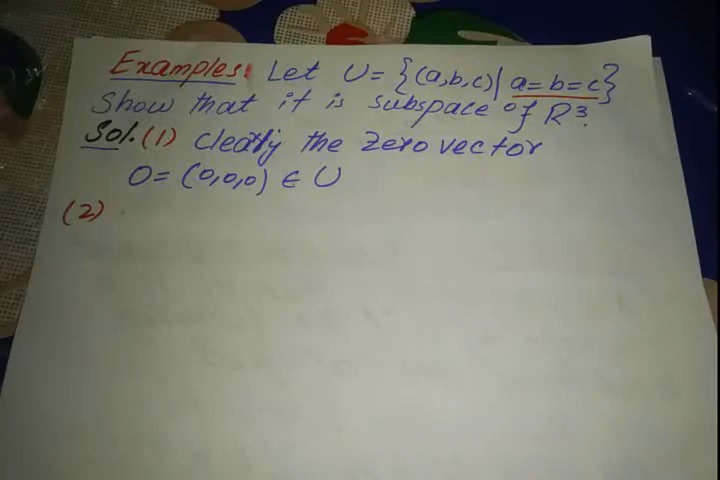 Examples: Let U = {(a,b,c) | a=b=c}
Show that it is subspace of R³.
Sol. (1) Clearly the Zero vector
0 = (0,0,0) ∈ U
(2)